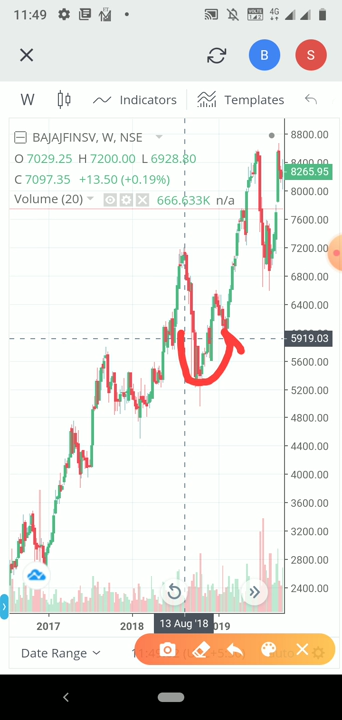 11:49
4G
B
S
W
Indicators
Templates
BAJAJFINSV, W, NSE
O 7029.25 H 7200.00 L 6928.80
C 7097.35 +13.50 (+0.19%)
Volume (20) 666.633K n/a
8800.00
8400.00
8265.95
8000.00
7600.00
7200.00
6800.00
6400.00
5919.03
5600.00
5200.00
4800.00
4400.00
4000.00
3600.00
3200.00
2800.00
2400.00
2017
2018
13 Aug '18
2019
Date Range